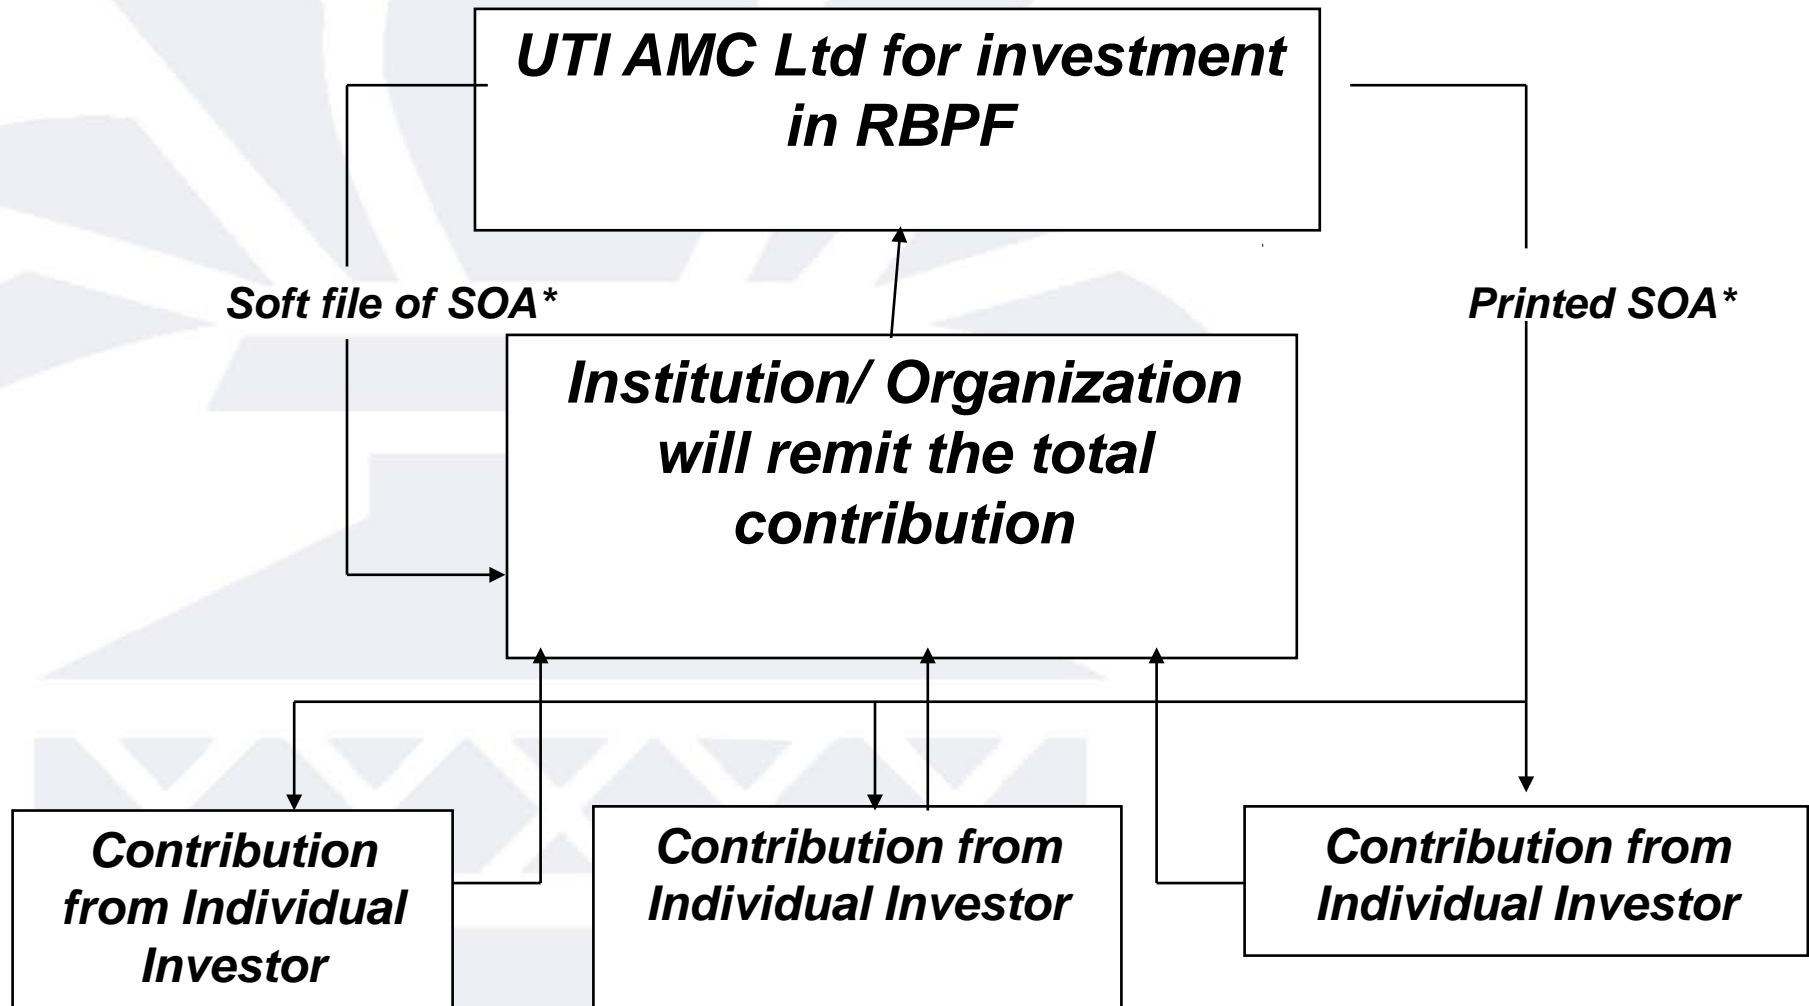 UTI AMC Ltd for investment
in RBPF
Soft file of SOA*
Printed SOA*
Institution/ Organization
will remit the total
contribution
Contribution
from Individual
Investor
Contribution from
Individual Investor
Contribution from
Individual Investor